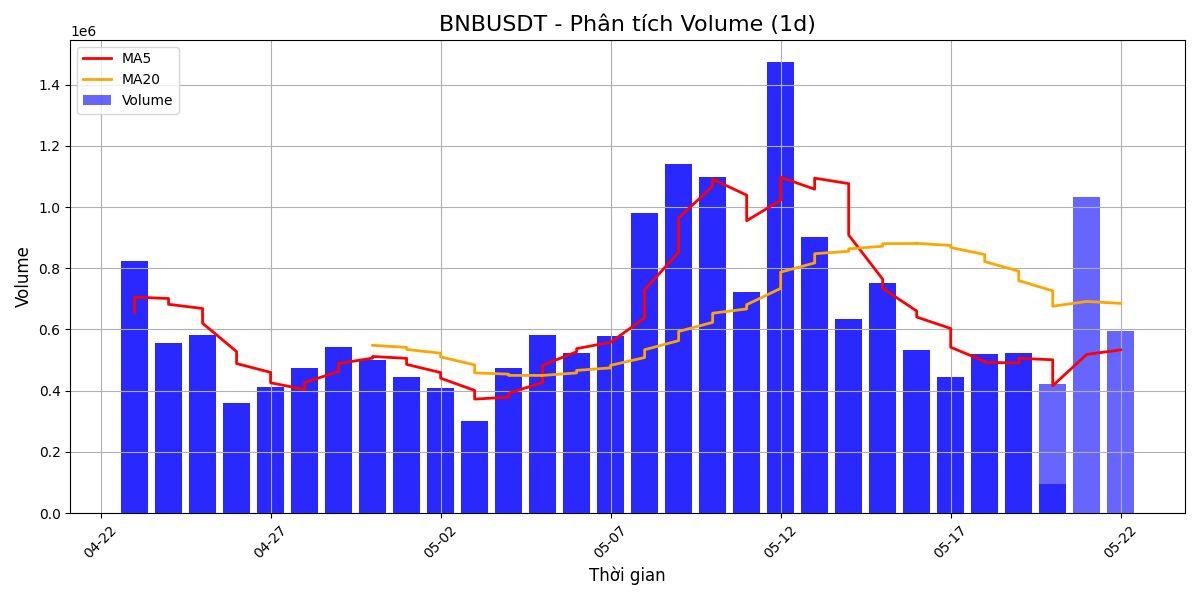 BNBUSDT - Phân tích Volume (1d)
1e6
MA5
MA20
Volume
1.4
1.2
1.0
0.8
0.6
0.4
0.2
0.0
Volume
04-22
04-27
05-02
05-07
05-12
05-17
05-22
Thời gian